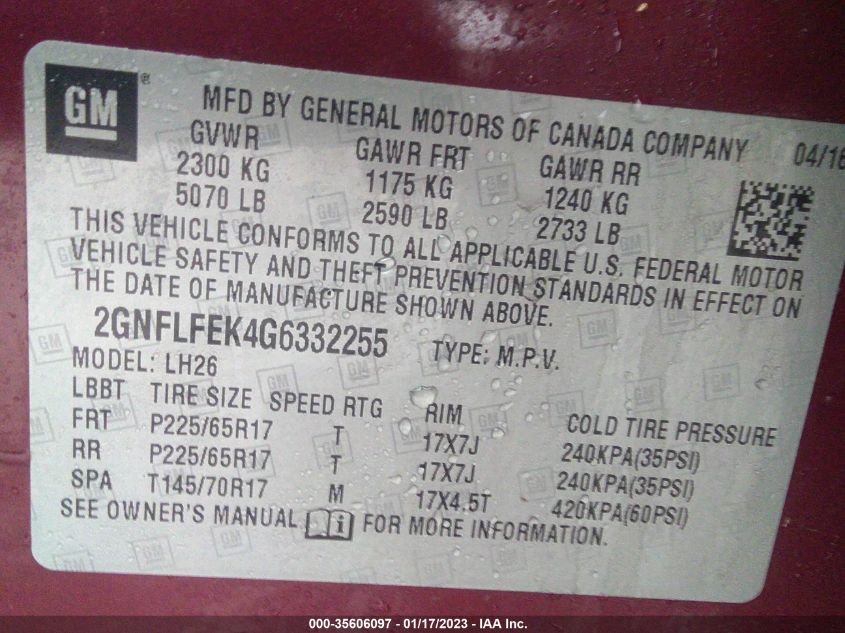 GM ®
MFD BY GENERAL MOTORS OF CANADA COMPANY 04/16
GVWR GAWR FRT GAWR RR
2300 KG 1175 KG 1240 KG
5070 LB 2590 LB 2733 LB
THIS VEHICLE CONFORMS TO ALL APPLICABLE U.S. FEDERAL MOTOR
VEHICLE SAFETY AND THEFT PREVENTION STANDARDS IN EFFECT ON
THE DATE OF MANUFACTURE SHOWN ABOVE.
2GNFLFEK4G6332255 TYPE: M.P.V.
MODEL: LH26
LBBT TIRE SIZE SPEED RTG RIM COLD TIRE PRESSURE
FRT P225/65R17 T 17X7J 240KPA(35PSI)
RR P225/65R17 T 17X7J 240KPA(35PSI)
SPA T145/70R17 M 17X4.5T 420KPA(60PSI)
SEE OWNER'S MANUAL i FOR MORE INFORMATION.
000-35606097 - 01/17/2023 - IAA Inc.